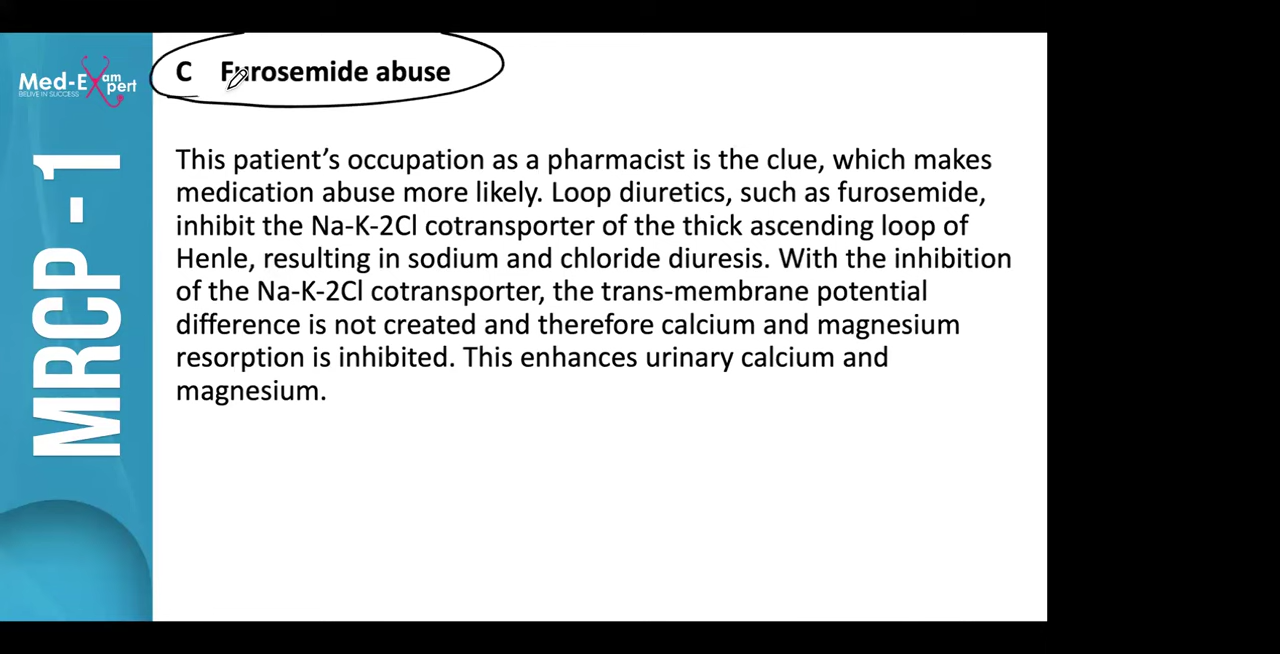 Med-Exam
pert
BELIVE IN SUCCESS
MRCP - 1
C Furosemide abuse
This patient’s occupation as a pharmacist is the clue, which makes
medication abuse more likely. Loop diuretics, such as furosemide,
inhibit the Na-K-2Cl cotransporter of the thick ascending loop of
Henle, resulting in sodium and chloride diuresis. With the inhibition
of the Na-K-2Cl cotransporter, the trans-membrane potential
difference is not created and therefore calcium and magnesium
resorption is inhibited. This enhances urinary calcium and
magnesium.